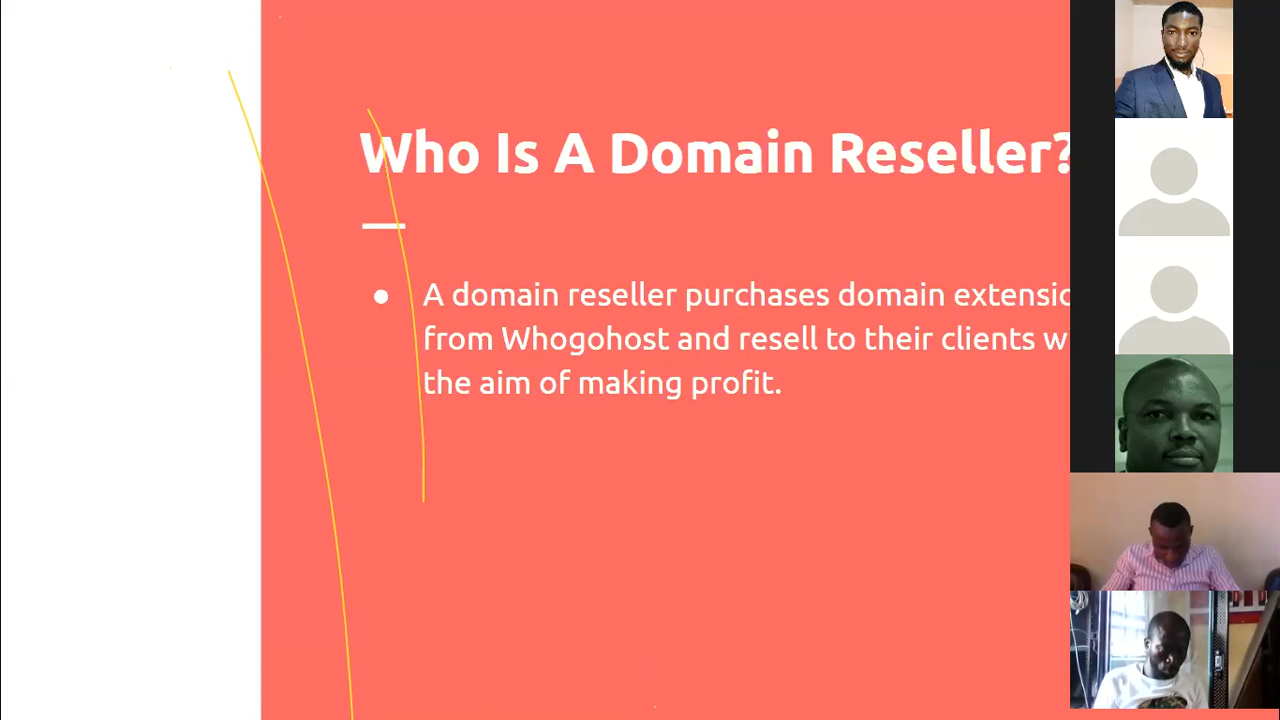 Who Is A Domain Reseller?
A domain reseller purchases domain
from Whogohost and resell to their clients
the aim of making profit.